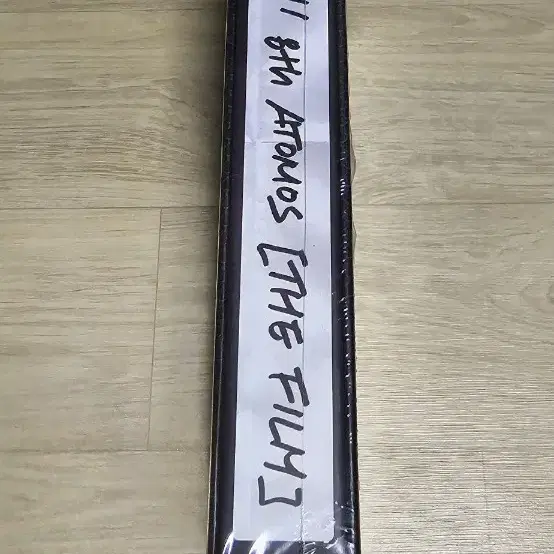 8th ATOMOS [THE FILM]